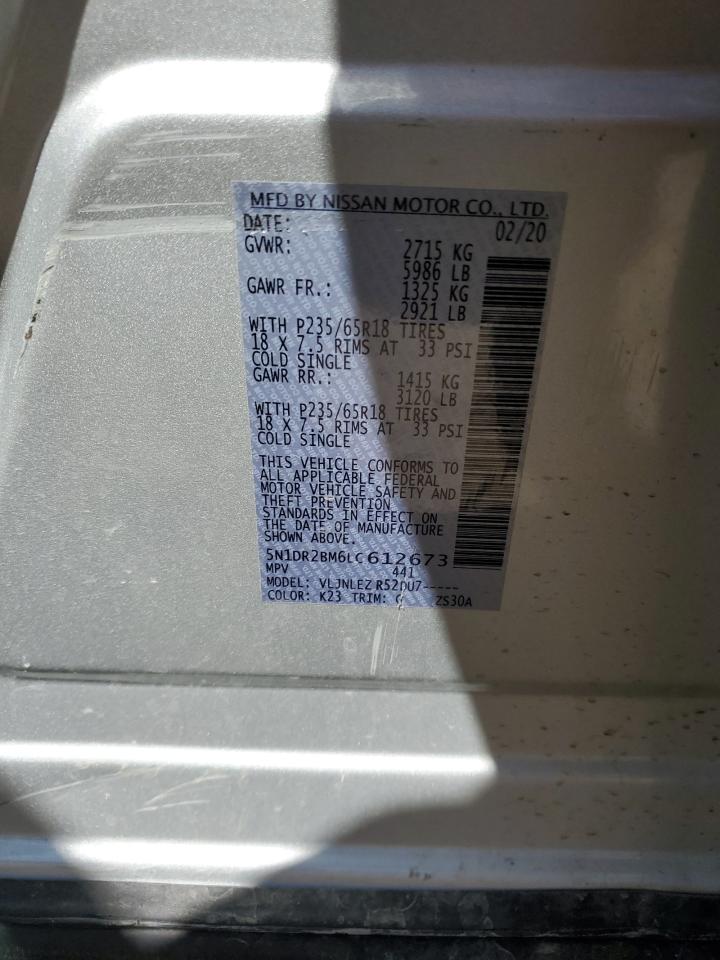 MFD BY NISSAN MOTOR CO., LTD.
DATE: 02/20
GVWR: 2715 KG
5986 LB
GAWR FR.: 1325 KG
2921 LB
WITH P235/65R18 TIRES
18 X 7.5 RIMS AT 33 PSI
COLD SINGLE
GAWR RR.: 1415 KG
3120 LB
WITH P235/65R18 TIRES
18 X 7.5 RIMS AT 33 PSI
COLD SINGLE
THIS VEHICLE CONFORMS TO
ALL APPLICABLE FEDERAL
MOTOR VEHICLE SAFETY AND
THEFT PREVENTION
STANDARDS IN EFFECT ON
THE DATE OF MANUFACTURE
SHOWN ABOVE.
5N1DR2BM6LC612673
MPV 441
MODEL: VLJNLEZ R52DU7-----
COLOR: K23 TRIM: ZS30A